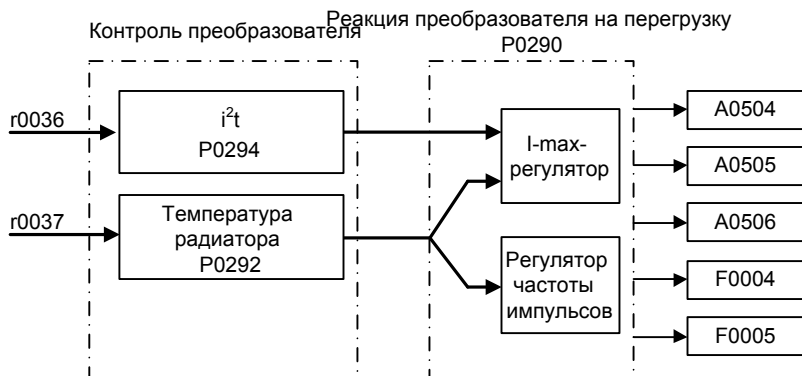 Контроль преобразователя
Реакция преобразователя на перегрузку
P0290
r0036
i²t
P0294
r0037
Температура
радиатора
P0292
I-max-
регулятор
Регулятор
частоты
импульсов
A0504
A0505
A0506
F0004
F0005